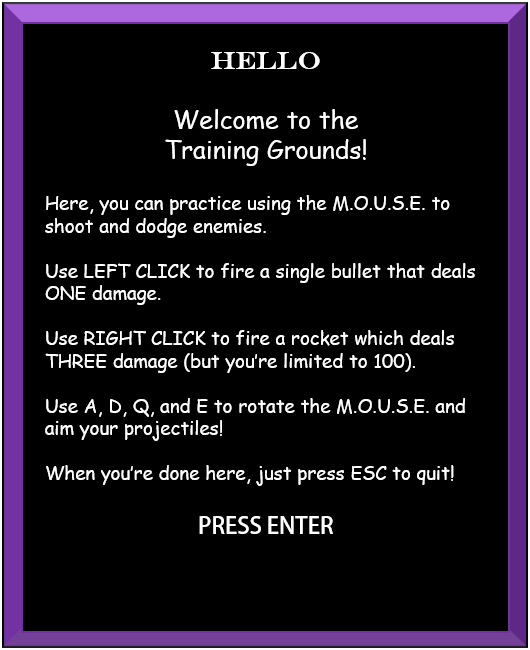 HELLO
Welcome to the
Training Grounds!
Here, you can practice using the M.O.U.S.E. to
shoot and dodge enemies.
Use LEFT CLICK to fire a single bullet that deals
ONE damage.
Use RIGHT CLICK to fire a rocket which deals
THREE damage (but you’re limited to 100).
Use A, D, Q, and E to rotate the M.O.U.S.E. and
aim your projectiles!
When you’re done here, just press ESC to quit!
PRESS ENTER